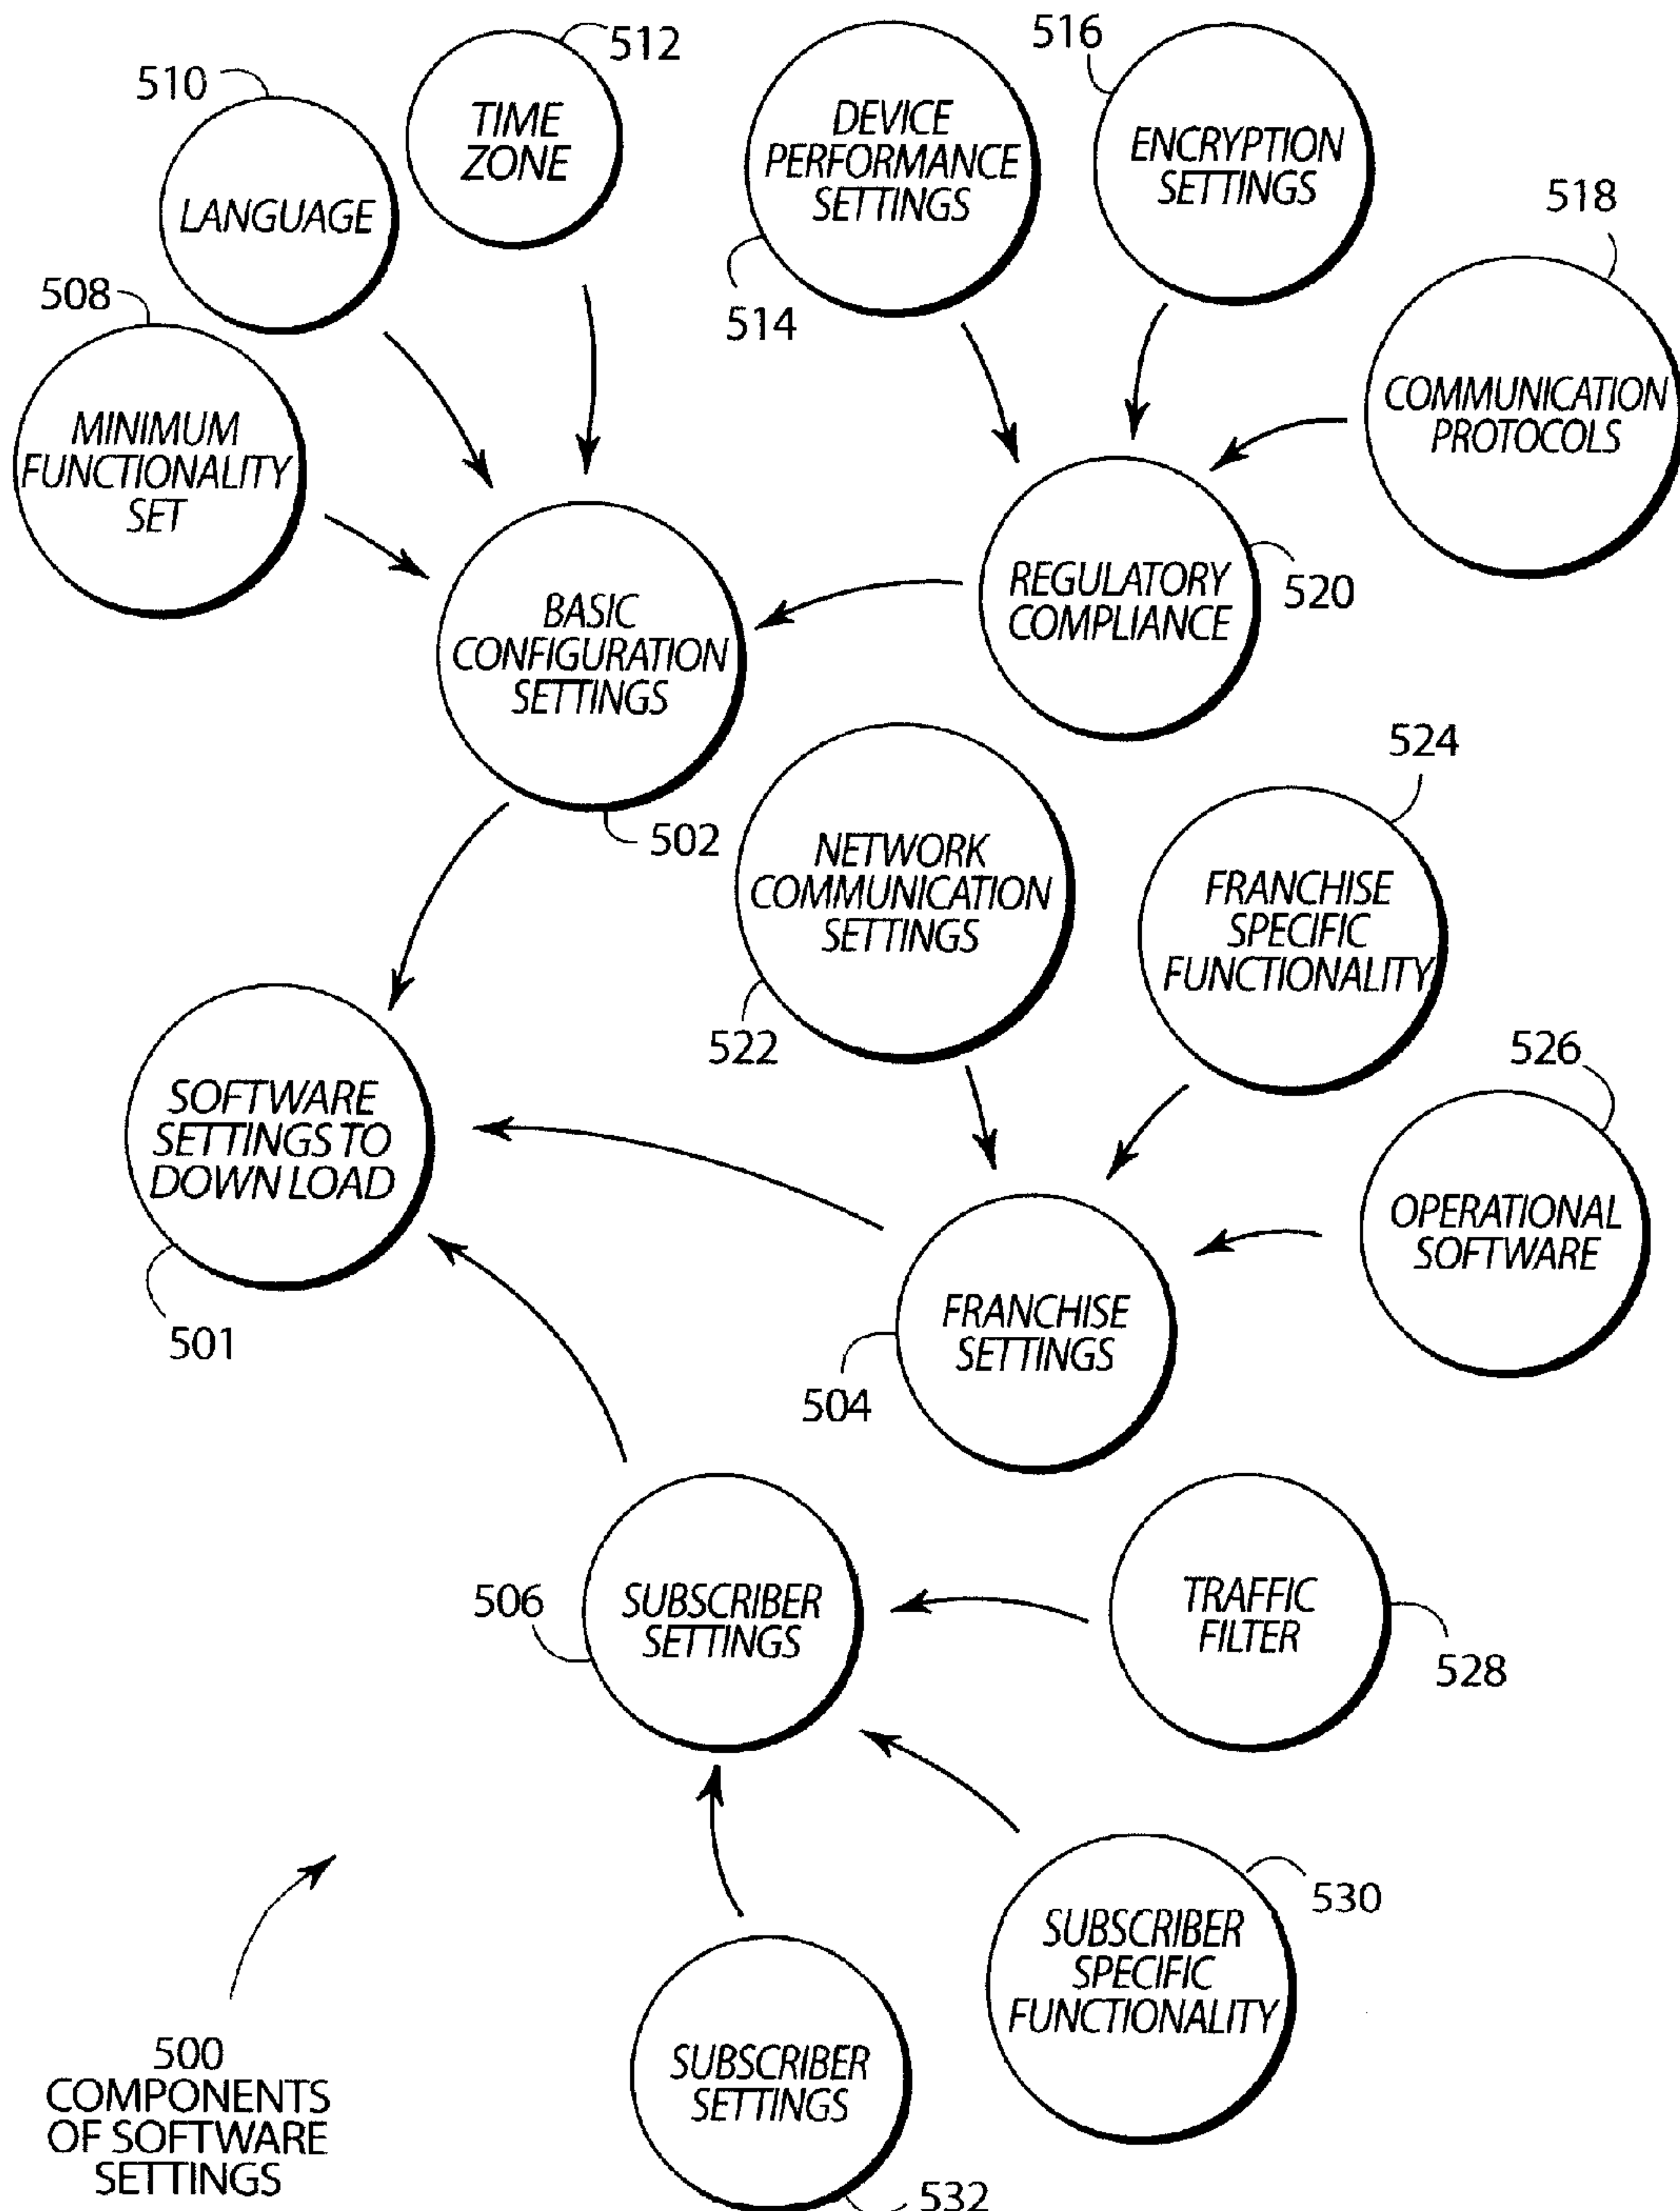 512
516
510
TIME
ZONE
DEVICE
PERFORMANCE
SETTINGS
ENCRYPTION
SETTINGS
518
LANGUAGE
508
514
MINIMUM
FUNCTIONALITY
SET
COMMUNICATION
PROTOCOLS
REGULATORY
COMPLIANCE
520
BASIC
CONFIGURATION
SETTINGS
524
502
NETWORK
COMMUNICATION
SETTINGS
FRANCHISE
SPECIFIC
FUNCTIONALITY
522
526
SOFTWARE
SETTINGS TO
DOWN LOAD
OPERATIONAL
SOFTWARE
501
FRANCHISE
SETTINGS
504
506
SUBSCRIBER
SETTINGS
TRAFFIC
FILTER
528
530
SUBSCRIBER
SPECIFIC
FUNCTIONALITY
SUBSCRIBER
SETTINGS
500
COMPONENTS
OF SOFTWARE
SETTINGS
532